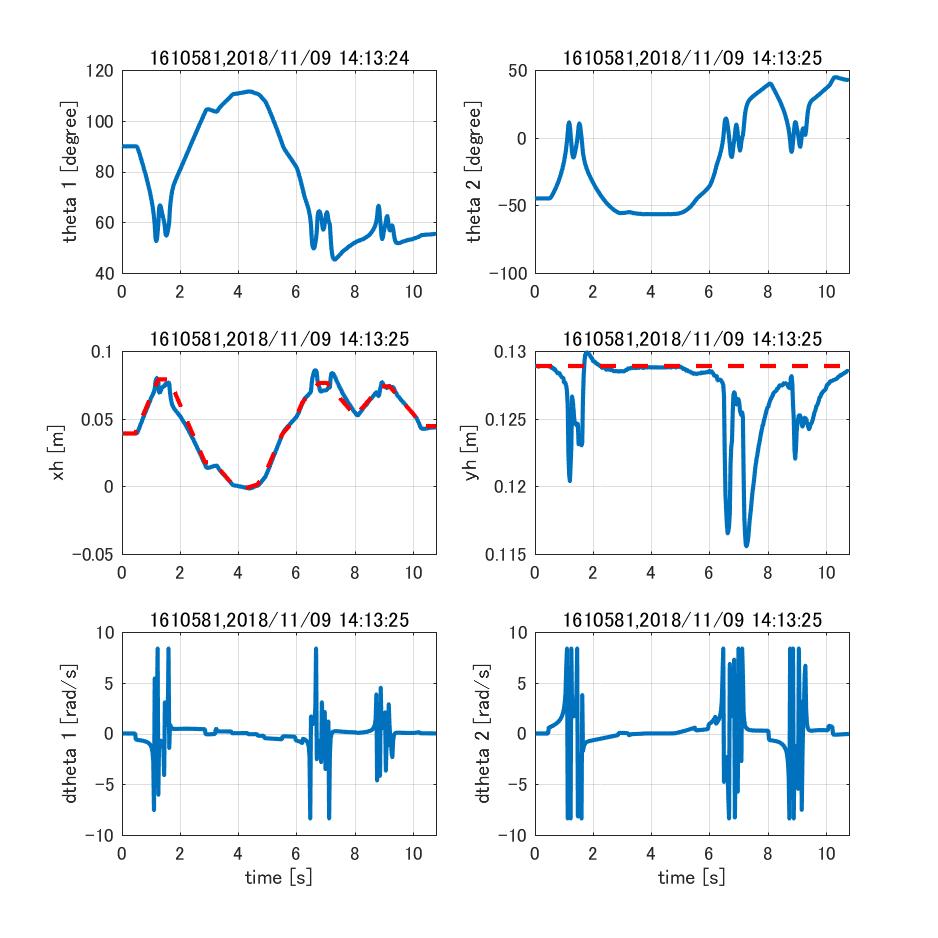 1610581,2018/11/09 14:13:24
theta 1 [degree]
120
100
80
60
40
0 2 4 6 8 10
1610581,2018/11/09 14:13:25
theta 2 [degree]
50
0
−50
−100
0 2 4 6 8 10
1610581,2018/11/09 14:13:25
xh [m]
0.1
0.05
0
−0.05
0 2 4 6 8 10
1610581,2018/11/09 14:13:25
yh [m]
0.13
0.125
0.12
0.115
0 2 4 6 8 10
1610581,2018/11/09 14:13:25
dtheta 1 [rad/s]
10
5
0
−5
−10
0 2 4 6 8 10
time [s]
1610581,2018/11/09 14:13:25
dtheta 2 [rad/s]
10
5
0
−5
−10
0 2 4 6 8 10
time [s]